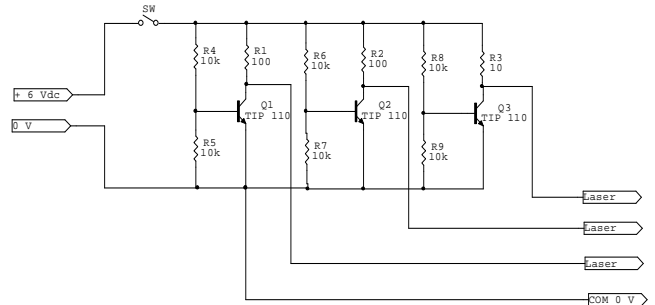 SW
R4
10k
R1
100
R6
10k
R2
100
R8
10k
R3
10
+ 6 Vdc
0 V
Q1
TIP 110
Q2
TIP 110
Q3
TIP 110
R5
10k
R7
10k
R9
10k
Laser
Laser
Laser
COM 0 V